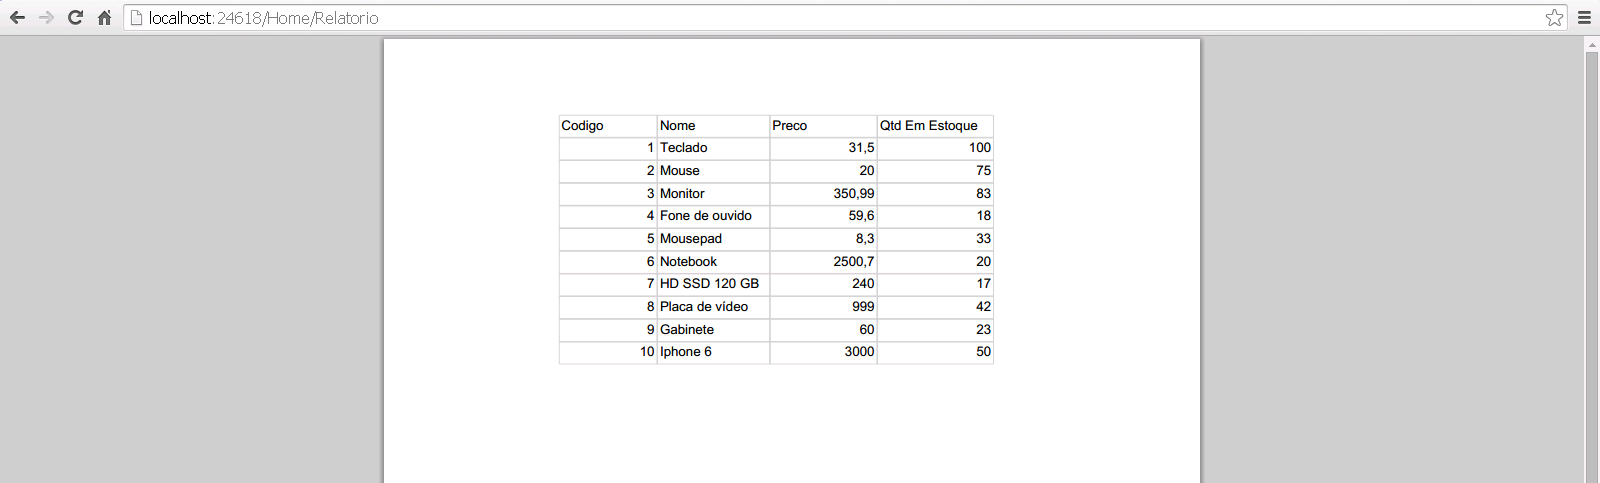 localhost:24618/Home/Relatorio
Codigo Nome Preco Qtd Em Estoque
1 Teclado 31,5 100
2 Mouse 20 75
3 Monitor 350,99 83
4 Fone de ouvido 59,6 18
5 Mousepad 8,3 33
6 Notebook 2500,7 20
7 HD SSD 120 GB 240 17
8 Placa de vídeo 999 42
9 Gabinete 60 23
10 Iphone 6 3000 50